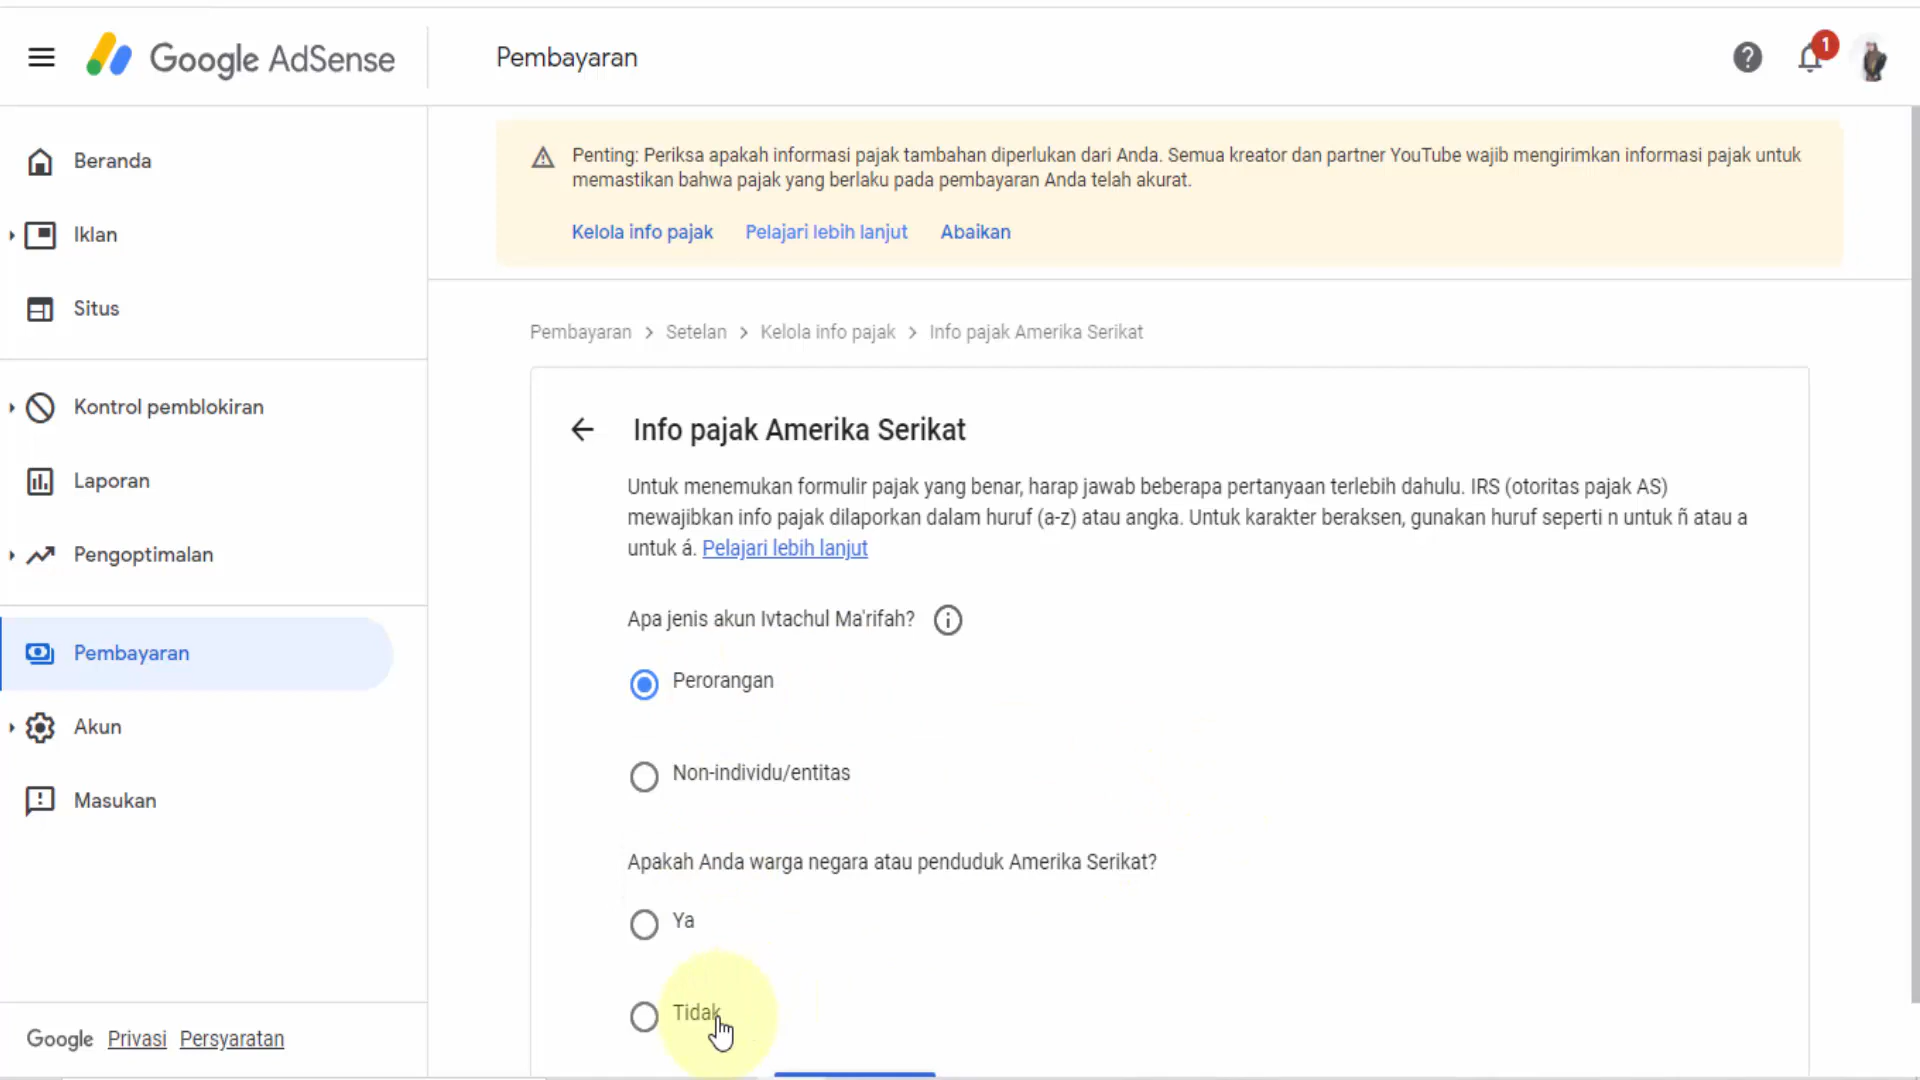 Google AdSense
Pembayaran
1
Beranda
Iklan
Situs
Kontrol pemblokiran
Laporan
Pengoptimalan
Pembayaran
Akun
Masukan
Google Privasi Persyaratan
Penting: Periksa apakah informasi pajak tambahan diperlukan dari Anda. Semua kreator dan partner YouTube wajib mengirimkan informasi pajak untuk
memastikan bahwa pajak yang berlaku pada pembayaran Anda telah akurat.
Kelola info pajak Pelajari lebih lanjut Abaikan
Pembayaran > Setelan > Kelola info pajak > Info pajak Amerika Serikat
Info pajak Amerika Serikat
Untuk menemukan formulir pajak yang benar, harap jawab beberapa pertanyaan terlebih dahulu. IRS (otoritas pajak AS)
mewajibkan info pajak dilaporkan dalam huruf (a-z) atau angka. Untuk karakter beraksen, gunakan huruf seperti n untuk ñ atau a
untuk á. Pelajari lebih lanjut
Apa jenis akun Ivtachul Ma'rifah?
Perorangan
Non-individu/entitas
Apakah Anda warga negara atau penduduk Amerika Serikat?
Ya
Tidak